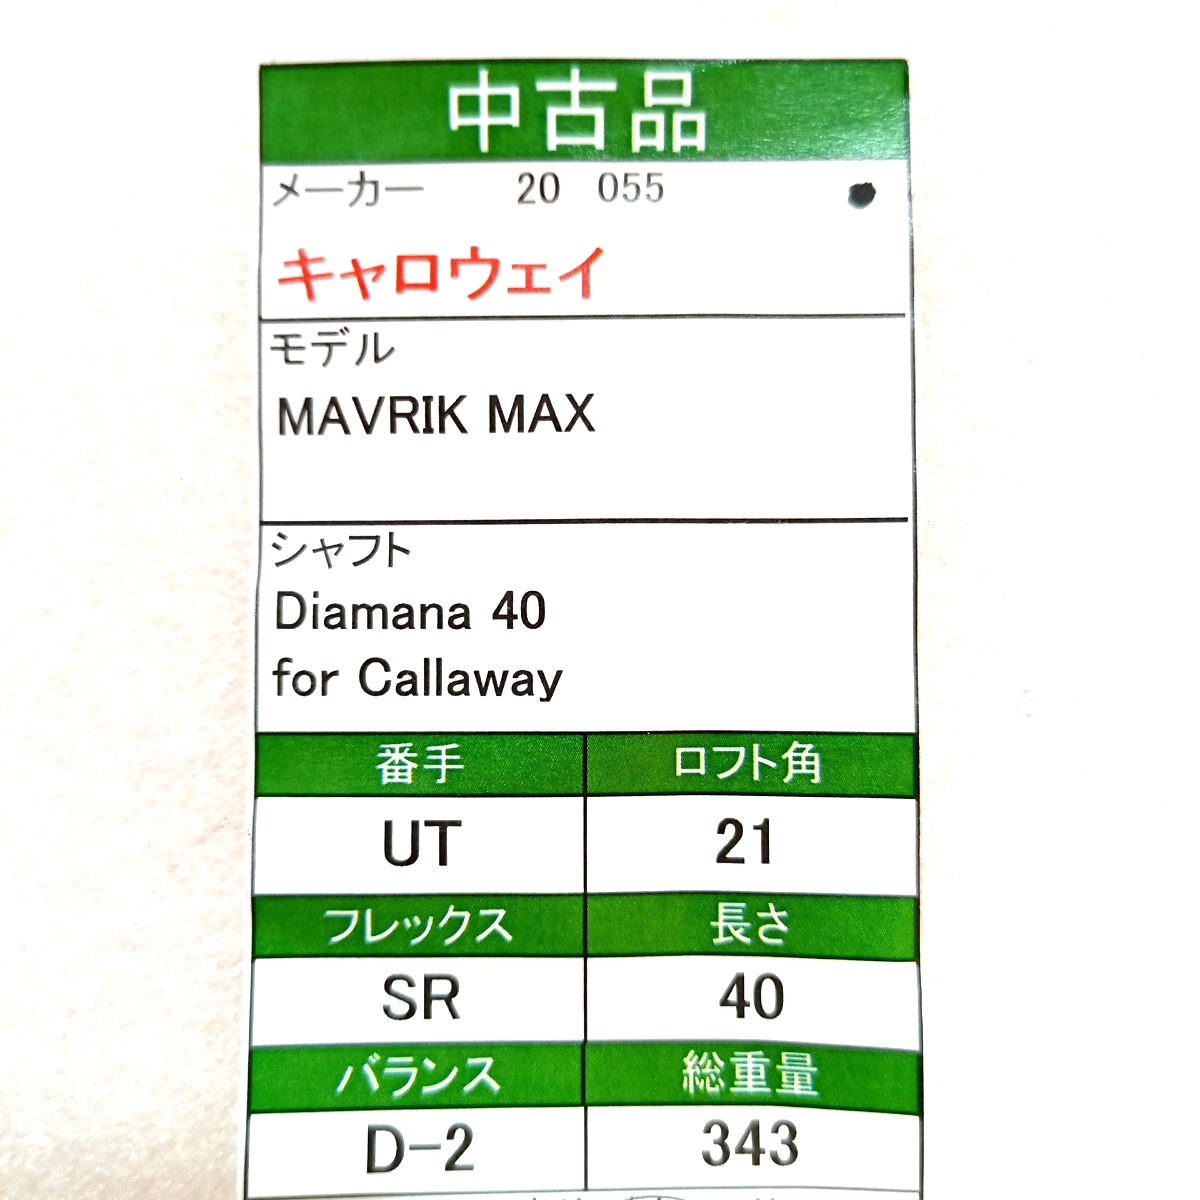 中古品
メーカー 20 055
キャロウェイ
モデル
MAVRIK MAX
シャフト
Diamana 40
for Callaway
番手 ロフト角
UT 21
フレックス 長さ
SR 40
バランス 総重量
D-2 343